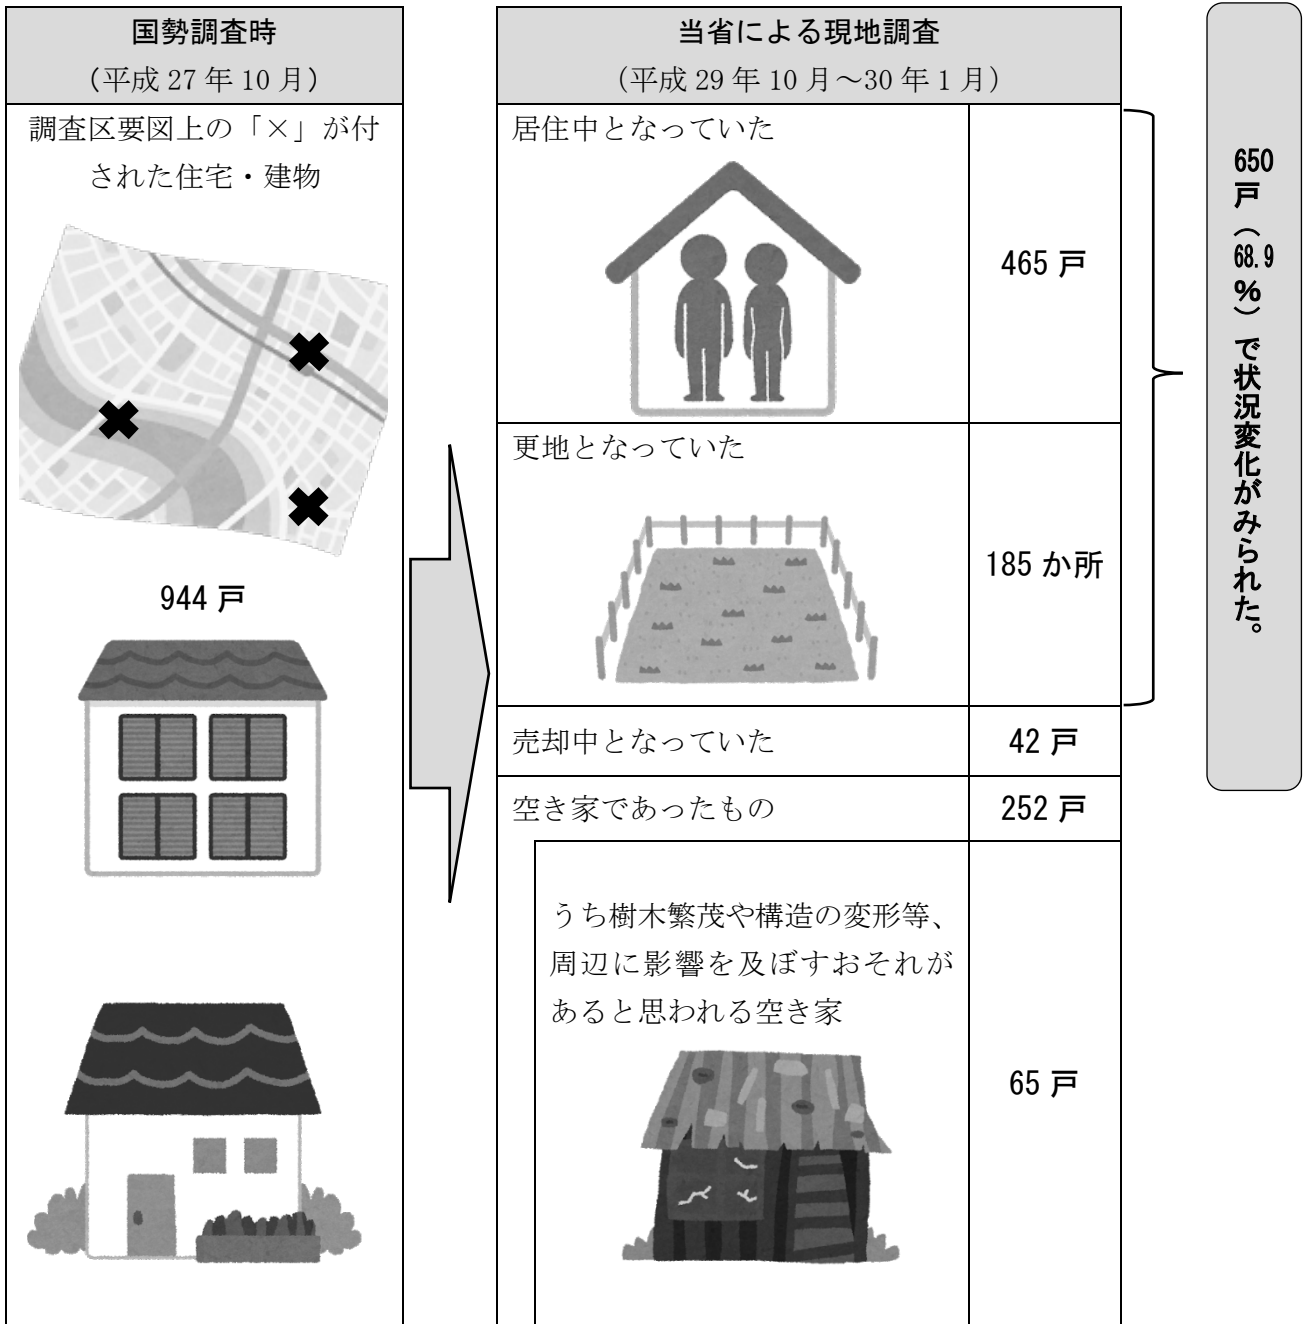 国勢調査時
（平成 27 年 10 月）
調査区要図上の「×」が付
された住宅・建物
944 戸
当省による現地調査
（平成 29 年 10 月～30 年 1 月）
居住中となっていた
465 戸
更地となっていた
185 か所
売却中となっていた
42 戸
空き家であったもの
252 戸
うち樹木繁茂や構造の変形等、
周辺に影響を及ぼすおそれが
あると思われる空き家
65 戸
650戸（68.9％）で状況変化がみられた。